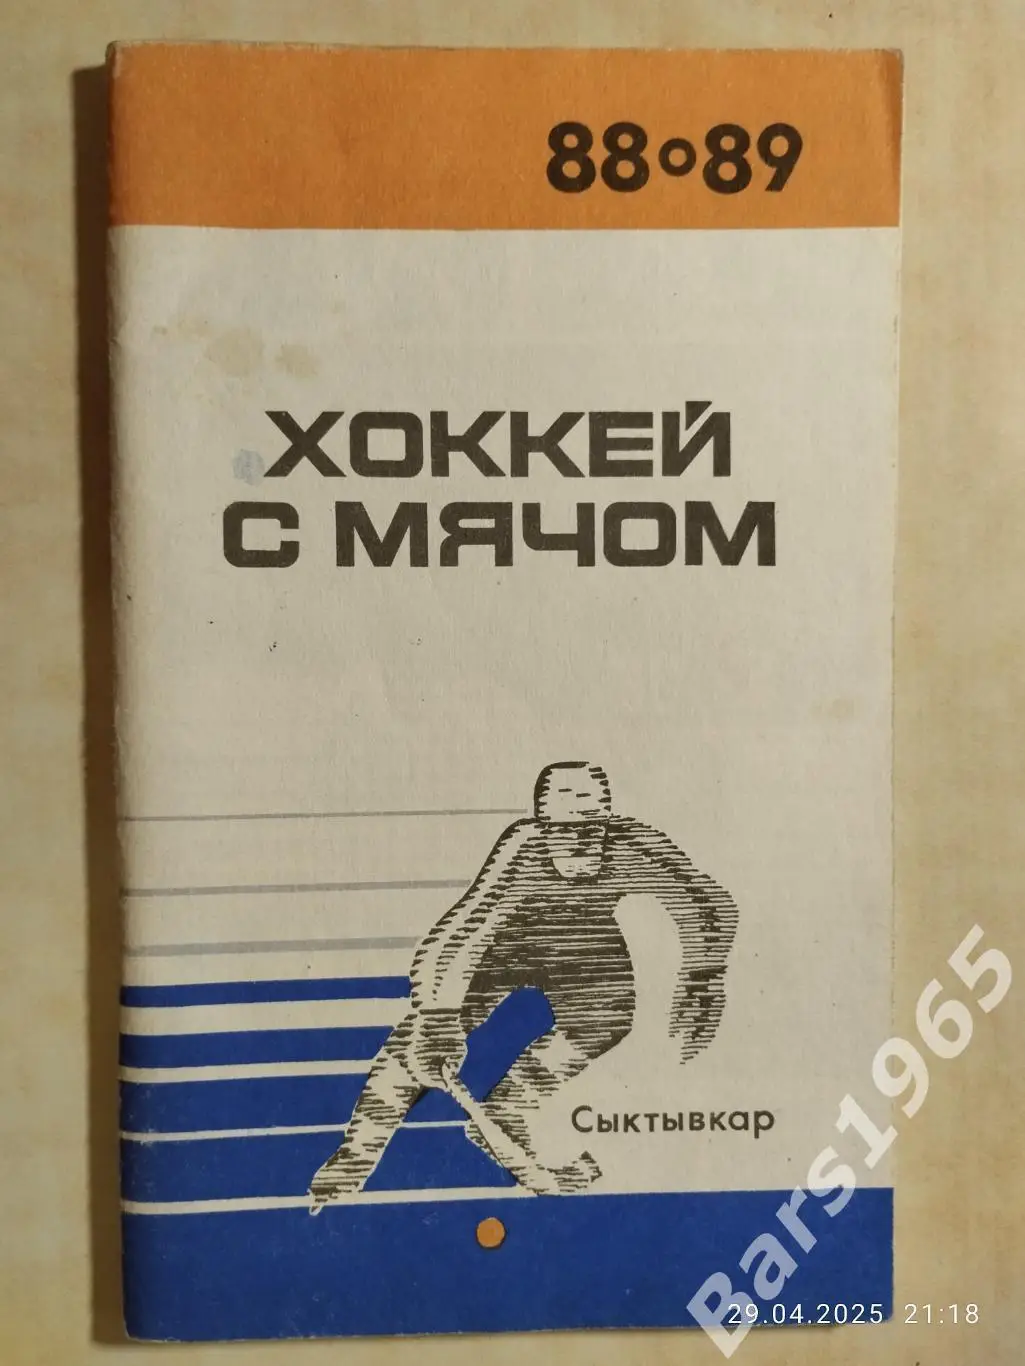 88°89
ХОККЕЙ
С МЯЧОМ
Сыктывкар
Bars1965
29.04.2025 21:18